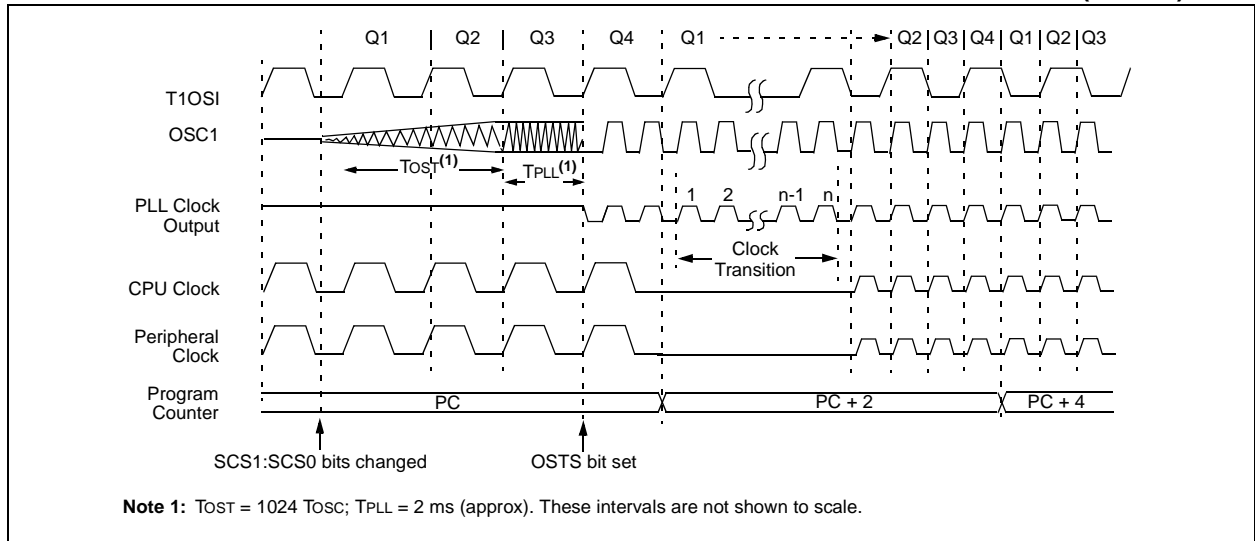 Q1 Q2 Q3 Q4 Q1 Q2 Q3 Q4 Q1 Q2 Q3
T1OSI
OSC1
TOST(1)
TPLL(1)
1 2 n-1 n
PLL Clock
Output
Clock
Transition
CPU Clock
Peripheral
Clock
Program
Counter
PC PC + 2 PC + 4
SCS1:SCS0 bits changed OSTS bit set
Note 1: TOST = 1024 TOSC; TPLL = 2 ms (approx). These intervals are not shown to scale.